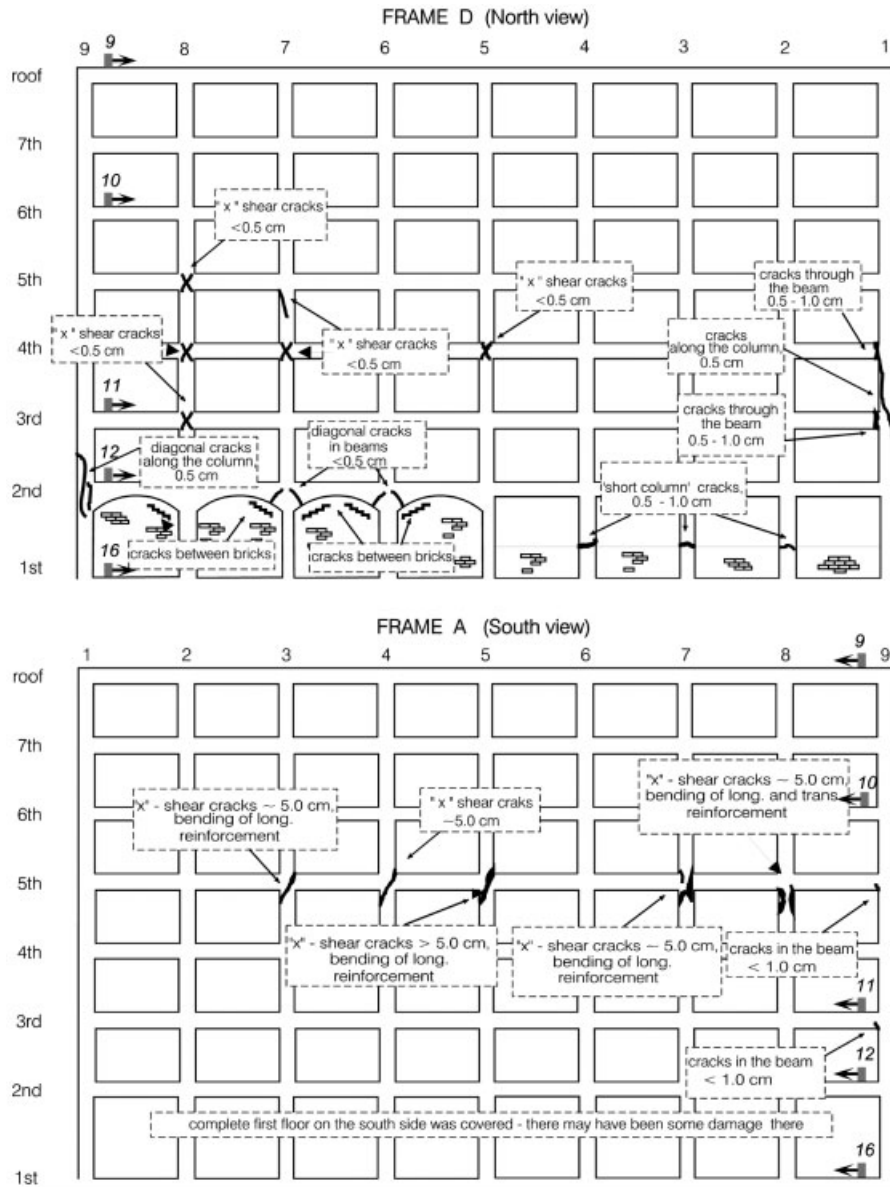 FRAME D (North view)
9 9 8 7 6 5 4 3 2 1
roof
7th
10
6th
"x" shear cracks
<0.5 cm
5th
"x" shear cracks
<0.5 cm
cracks through
the beam
0.5 - 1.0 cm
"x" shear cracks
<0.5 cm
4th
"x" shear cracks
<0.5 cm
cracks
along the column,
0.5 cm
11
3rd
cracks through
the beam
0.5 - 1.0 cm
12
diagonal cracks
along the column,
0.5 cm
diagonal cracks
in beams
<0.5 cm
2nd
'short column' cracks,
0.5 - 1.0 cm
cracks between bricks
cracks between bricks
16
1st
FRAME A (South view)
1 2 3 4 5 6 7 8 9 9
roof
7th
"x" - shear cracks ~ 5.0 cm,
bending of long.
reinforcement
"x" shear craks
~5.0 cm
"x" - shear cracks ~ 5.0 cm,
bending of long. and trans.
reinforcement
10
6th
5th
"x" - shear cracks > 5.0 cm,
bending of long.
reinforcement
"x" - shear cracks ~ 5.0 cm,
bending of long.
reinforcement
cracks in the beam
< 1.0 cm
4th
11
3rd
12
cracks in the beam
< 1.0 cm
2nd
complete first floor on the south side was covered - there may have been some damage there
16
1st